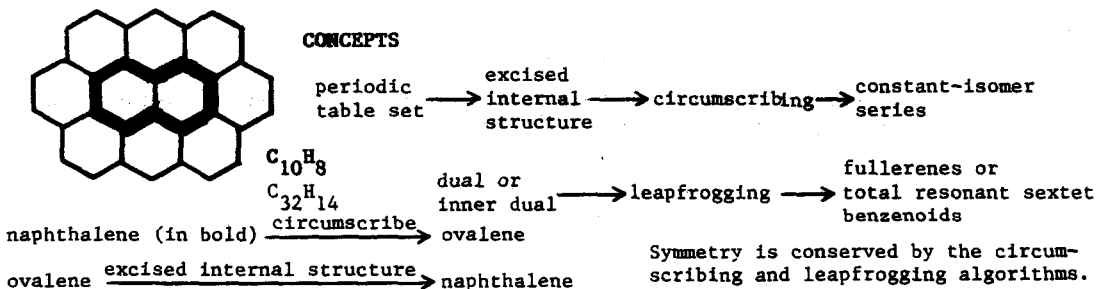 CONCEPTS
periodic table set → excised internal structure → circumscribing → constant-isomer series
C10H8
C32H14
dual or inner dual → leapfrogging → fullerenes or total resonant sextet benzenoids
naphthalene (in bold) circumscribe → ovalene
ovalene excised internal structure → naphthalene
Symmetry is conserved by the circum-
scribing and leapfrogging algorithms.